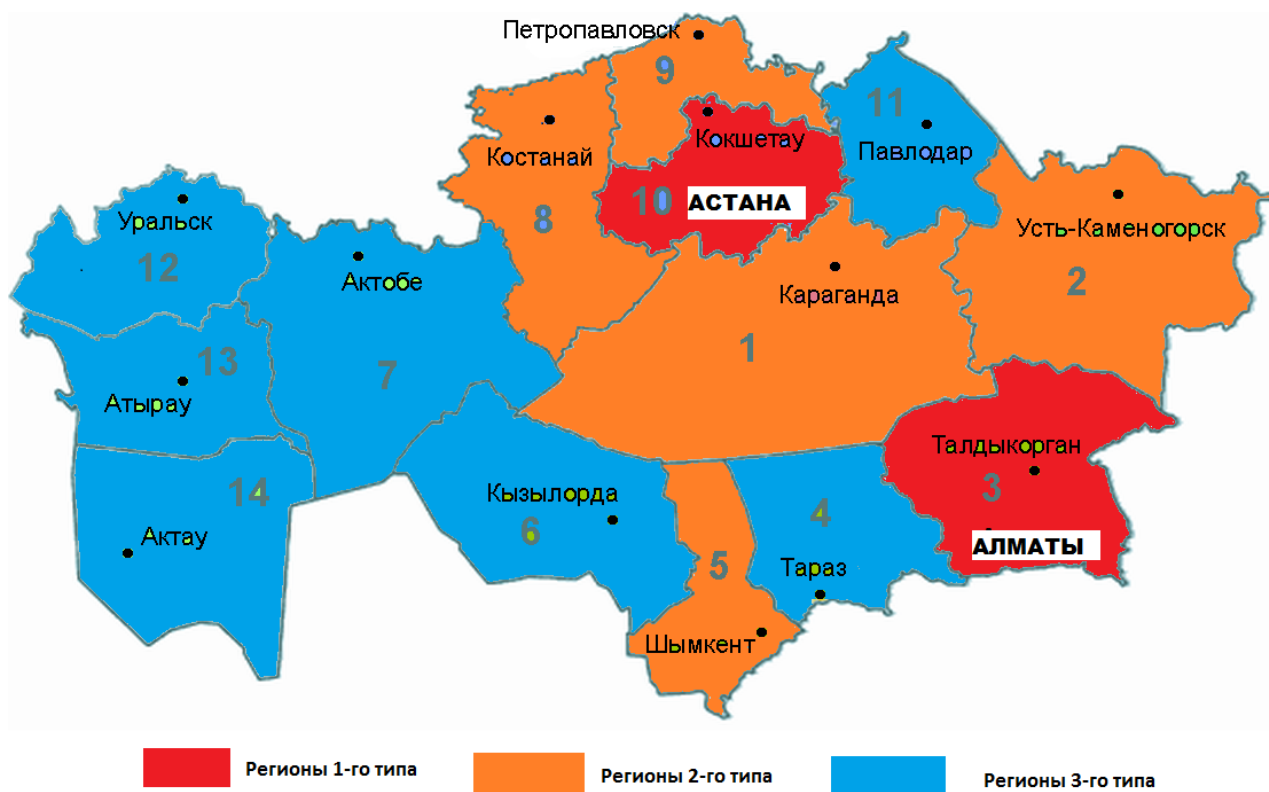 Петропавловск
9
11
Кокшетау
Костанай
Павлодар
10
АСТАНА
Уральск
8
Усть-Каменогорск
12
Актобе
2
Караганда
1
13
7
Атырау
Талдыкорган
14
Кызылорда
4
3
6
Актау
АЛМАТЫ
5
Тараз
Шымкент
Регионы 1-го типа
Регионы 2-го типа
Регионы 3-го типа